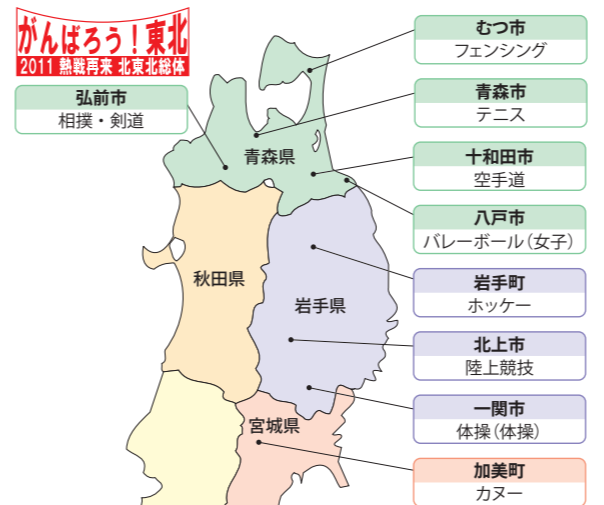 がんばろう！東北
2011 熱戦再来 北東北総体
弘前市
相撲・剣道
むつ市
フェンシング
青森市
テニス
十和田市
空手道
八戸市
バレーボール（女子）
岩手町
ホッケー
北上市
陸上競技
一関市
体操（体操）
加美町
カヌー
青森県
秋田県
岩手県
宮城県